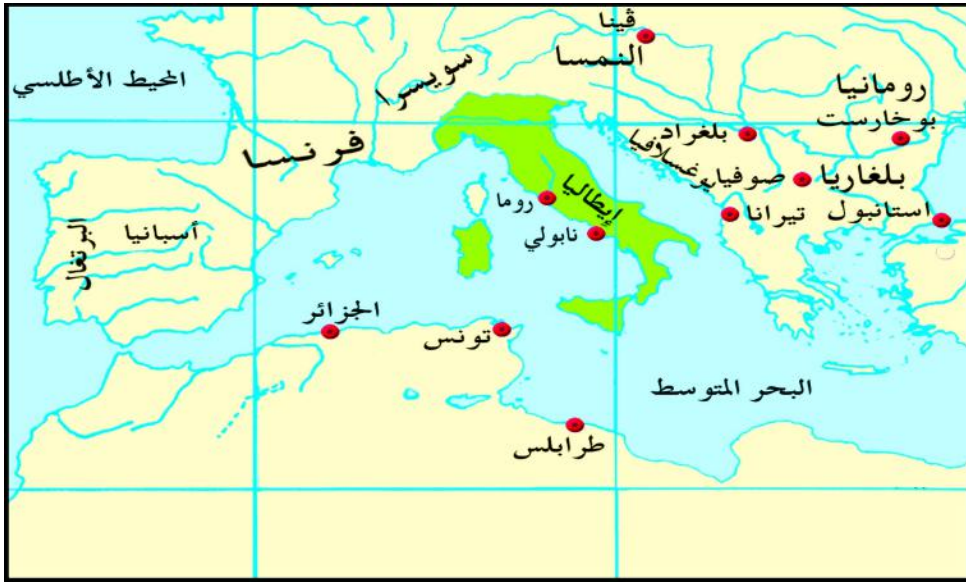 ڤينا
النمسا
سويسرا
المحيط الأطلسي
رومانيا
بوخارست
بلغراد
فرنسا
يوغسلافيا
بلغاريا
صوفيا
إيطاليا
روما
استانبول
تيرانا
نابولي
أسبانيا
البرتغال
الجزائر
تونس
البحر المتوسط
طرابلس